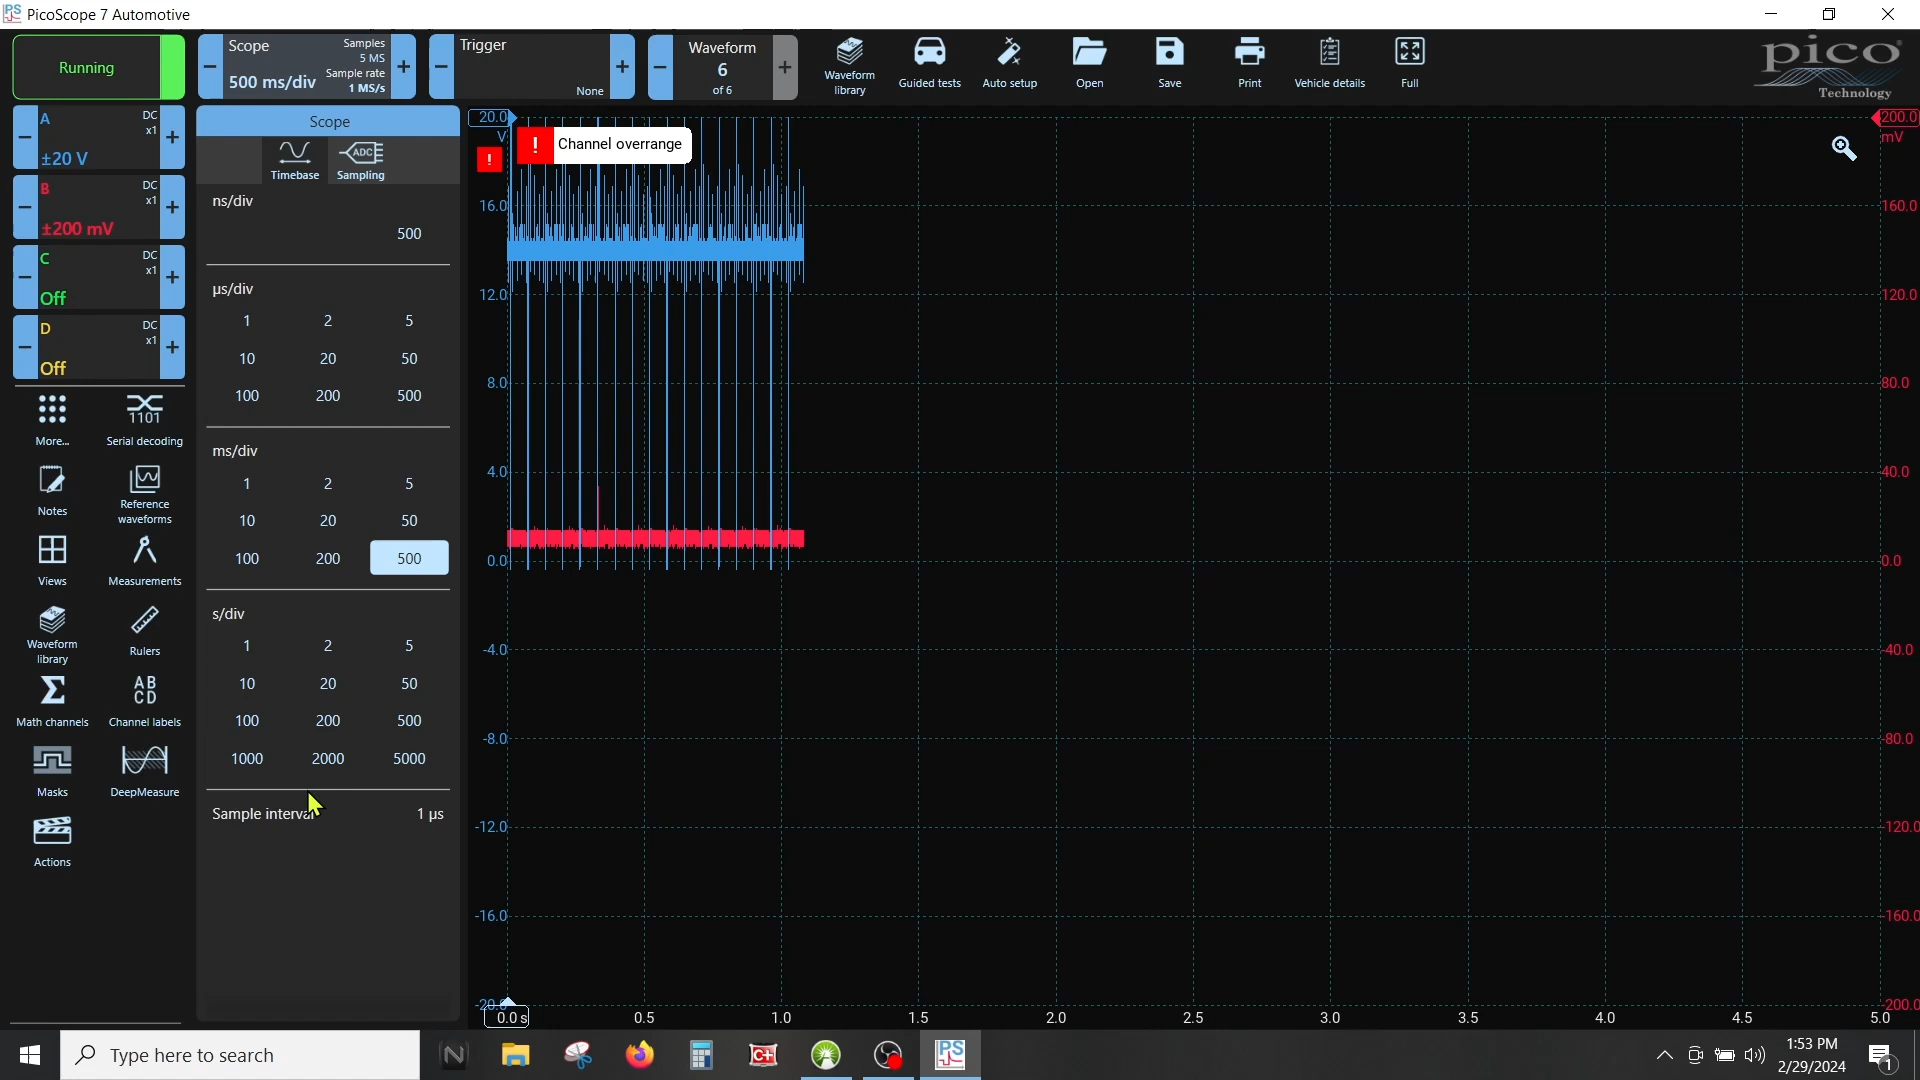 PS PicoScope 7 Automotive
Running
Scope
500 ms/div
Samples
5 MS
Sample rate
1 MS/s
Trigger
None
Waveform
6
of 6
Waveform
library
Guided tests
Auto setup
Open
Save
Print
Vehicle details
Full
pico
Technology
A
DC
x1
±20 V
B
DC
x1
±200 mV
C
DC
x1
Off
D
DC
x1
Off
More...
1101
Serial decoding
Notes
Reference
waveforms
Views
Measurements
Waveform
library
Rulers
Math channels
AB
CD
Channel labels
Masks
DeepMeasure
Actions
Scope
Timebase
ADC
Sampling
ns/div
500
µs/div
1 2 5
10 20 50
100 200 500
ms/div
1 2 5
10 20 50
100 200 500
s/div
1 2 5
10 20 50
100 200 500
1000 2000 5000
Sample interval 1 µs
! Channel overrange
!
20.0
V
16.0
12.0
8.0
4.0
0.0
-4.0
-8.0
-12.0
-16.0
-20.0
200.0
mV
160.0
120.0
80.0
40.0
0.0
-40.0
-80.0
-120.0
-160.0
-200.0
0.0 s 0.5 1.0 1.5 2.0 2.5 3.0 3.5 4.0 4.5 5.0
Type here to search
N
C+
PS
1:53 PM
2/29/2024
1